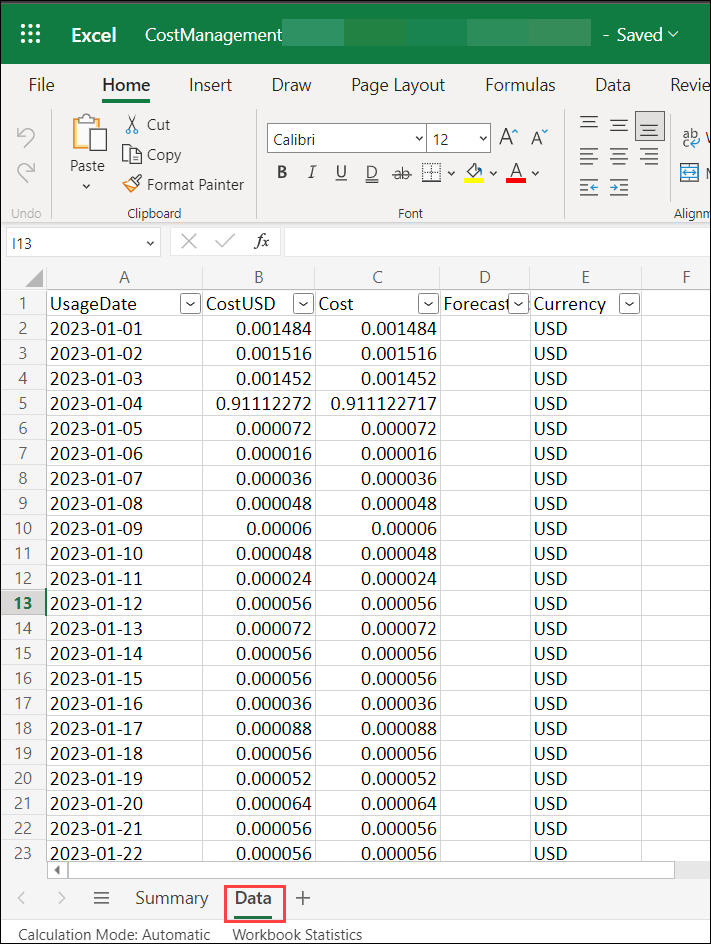 Excel CostManagement - Saved
File Home Insert Draw Page Layout Formulas Data Revie
Paste Cut Copy Format Painter
Calibri 12
B I U D ab A
ab
Undo Clipboard Font Alignm
I13 fx
A B C D E F
1 UsageDate CostUSD Cost Forecast Currency
2 2023-01-01 0.001484 0.001484 USD
3 2023-01-02 0.001516 0.001516 USD
4 2023-01-03 0.001452 0.001452 USD
5 2023-01-04 0.91112272 0.911122717 USD
6 2023-01-05 0.000072 0.000072 USD
7 2023-01-06 0.000016 0.000016 USD
8 2023-01-07 0.000036 0.000036 USD
9 2023-01-08 0.000048 0.000048 USD
10 2023-01-09 0.00006 0.00006 USD
11 2023-01-10 0.000048 0.000048 USD
12 2023-01-11 0.000024 0.000024 USD
13 2023-01-12 0.000056 0.000056 USD
14 2023-01-13 0.000072 0.000072 USD
15 2023-01-14 0.000056 0.000056 USD
16 2023-01-15 0.000056 0.000056 USD
17 2023-01-16 0.000036 0.000036 USD
18 2023-01-17 0.000088 0.000088 USD
19 2023-01-18 0.000056 0.000056 USD
20 2023-01-19 0.000052 0.000052 USD
21 2023-01-20 0.000064 0.000064 USD
22 2023-01-21 0.000056 0.000056 USD
23 2023-01-22 0.000056 0.000056 USD
Summary Data +
Calculation Mode: Automatic Workbook Statistics